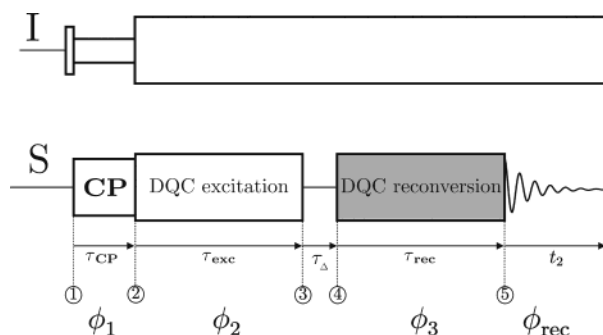 I
S
CP DQC excitation DQC reconversion
τCP τexc τΔ τrec t2
① ② ③ ④ ⑤
ϕ1 ϕ2 ϕ3 ϕrec